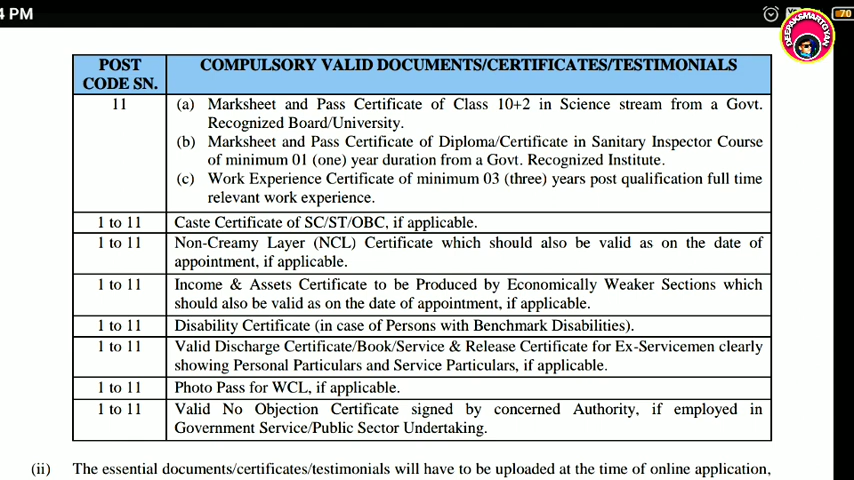 4 PM
70
DEEPAKSMARTGYAN
POST CODE SN.
COMPULSORY VALID DOCUMENTS/CERTIFICATES/TESTIMONIALS
11
(a) Marksheet and Pass Certificate of Class 10+2 in Science stream from a Govt.
Recognized Board/University.
(b) Marksheet and Pass Certificate of Diploma/Certificate in Sanitary Inspector Course
of minimum 01 (one) year duration from a Govt. Recognized Institute.
(c) Work Experience Certificate of minimum 03 (three) years post qualification full time
relevant work experience.
1 to 11 Caste Certificate of SC/ST/OBC, if applicable.
1 to 11 Non-Creamy Layer (NCL) Certificate which should also be valid as on the date of
appointment, if applicable.
1 to 11 Income & Assets Certificate to be Produced by Economically Weaker Sections which
should also be valid as on the date of appointment, if applicable.
1 to 11 Disability Certificate (in case of Persons with Benchmark Disabilities).
1 to 11 Valid Discharge Certificate/Book/Service & Release Certificate for Ex-Servicemen clearly
showing Personal Particulars and Service Particulars, if applicable.
1 to 11 Photo Pass for WCL, if applicable.
1 to 11 Valid No Objection Certificate signed by concerned Authority, if employed in
Government Service/Public Sector Undertaking.
(ii) The essential documents/certificates/testimonials will have to be uploaded at the time of online application,